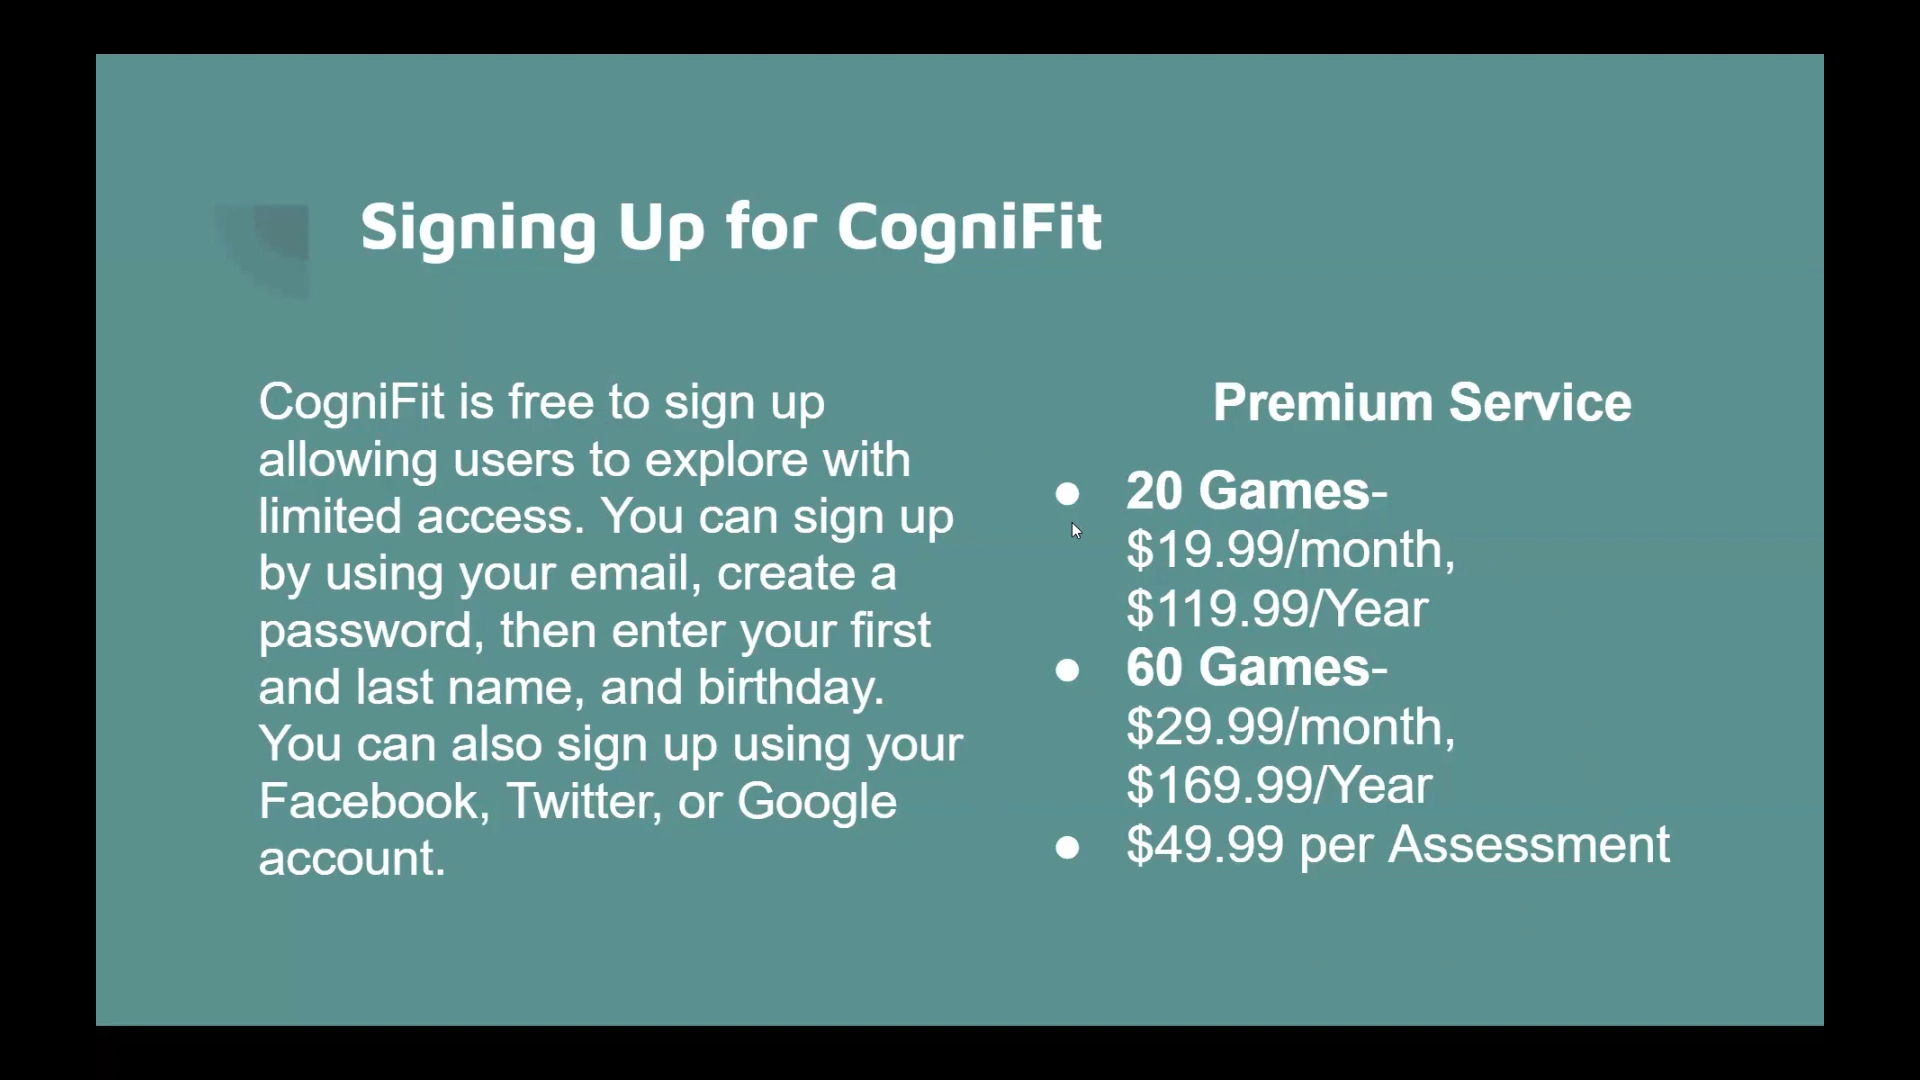 Signing Up for CogniFit
CogniFit is free to sign up
allowing users to explore with
limited access. You can sign up
by using your email, create a
password, then enter your first
and last name, and birthday.
You can also sign up using your
Facebook, Twitter, or Google
account.
Premium Service
● 20 Games-
$19.99/month,
$119.99/Year
● 60 Games-
$29.99/month,
$169.99/Year
● $49.99 per Assessment